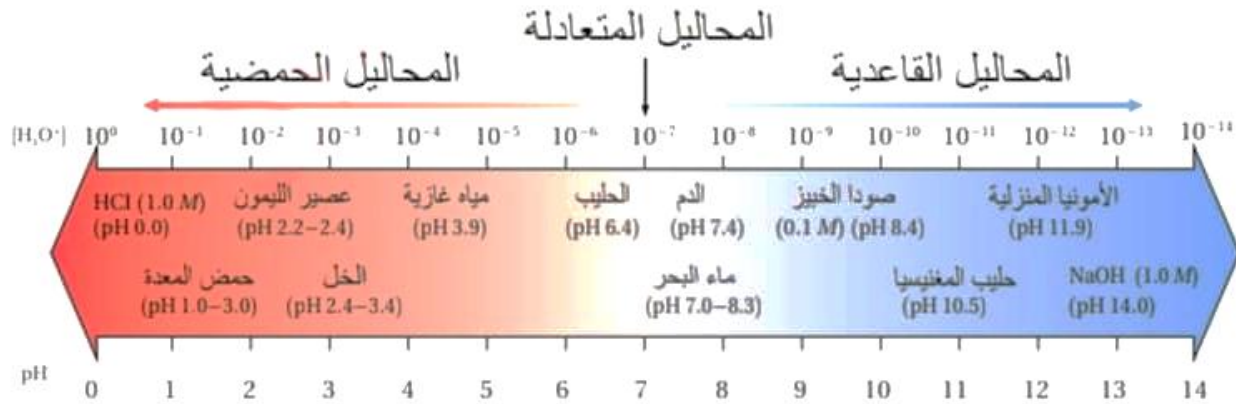 المحاليل المتعادلة
المحاليل الحمضية
المحاليل القاعدية
[H₃O⁺] 10⁰ 10⁻¹ 10⁻² 10⁻³ 10⁻⁴ 10⁻⁵ 10⁻⁶ 10⁻⁷ 10⁻⁸ 10⁻⁹ 10⁻¹⁰ 10⁻¹¹ 10⁻¹² 10⁻¹³ 10⁻¹⁴
HCl (1.0 M)
(pH 0.0)
عصير الليمون
(pH 2.2–2.4)
مياه غازية
(pH 3.9)
الحليب
(pH 6.4)
الدم
(pH 7.4)
صودا الخبيز
(0.1 M) (pH 8.4)
الأمونيا المنزلية
(pH 11.9)
حمض المعدة
(pH 1.0–3.0)
الخل
(pH 2.4–3.4)
ماء البحر
(pH 7.0–8.3)
حليب المغنيسيا
(pH 10.5)
NaOH (1.0 M)
(pH 14.0)
pH 0 1 2 3 4 5 6 7 8 9 10 11 12 13 14